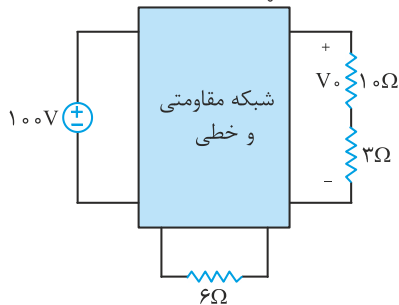 شبکه مقاومتی
و خطی
۱۰۰V
+
−
+
V۰
−
۱۰Ω
۳Ω
۶Ω